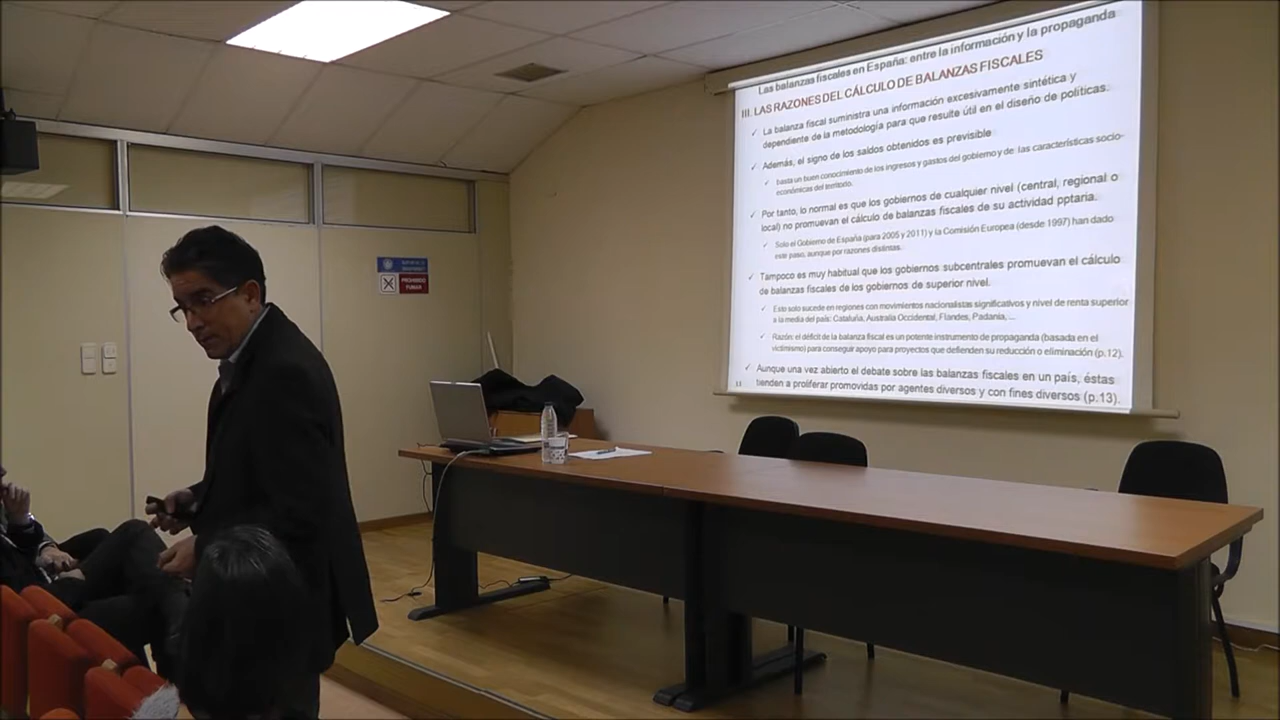 Las balanzas fiscales en España: entre la información y la propaganda
III. LAS RAZONES DEL CÁLCULO DE BALANZAS FISCALES
✓ La balanza fiscal suministra una información excesivamente sintética y
dependiente de la metodología para que resulte útil en el diseño de políticas.
✓ Además, el signo de los saldos obtenidos es previsible
✓ basta un buen conocimiento de los ingresos y gastos del gobierno y de las características socio-
económicas del territorio.
✓ Por tanto, lo normal es que los gobiernos de cualquier nivel (central, regional o
local) no promuevan el cálculo de balanzas fiscales de su actividad pptaria.
✓ Solo el Gobierno de España (para 2005 y 2011) y la Comisión Europea (desde 1997) han dado
este paso, aunque por razones distintas.
✓ Tampoco es muy habitual que los gobiernos subcentrales promuevan el cálculo
de balanzas fiscales de los gobiernos de superior nivel.
✓ Esto solo sucede en regiones con movimientos nacionalistas significativos y nivel de renta superior
a la media del país: Cataluña, Australia Occidental, Flandes, Padania, ...
✓ Razón: el déficit de la balanza fiscal es un potente instrumento de propaganda (basada en el
victimismo) para conseguir apoyo para proyectos que defienden su reducción o eliminación (p.12).
✓ Aunque una vez abierto el debate sobre las balanzas fiscales en un país, éstas
tienden a proliferar promovidas por agentes diversos y con fines diversos (p.13).
PROHIBIDO
FUMAR